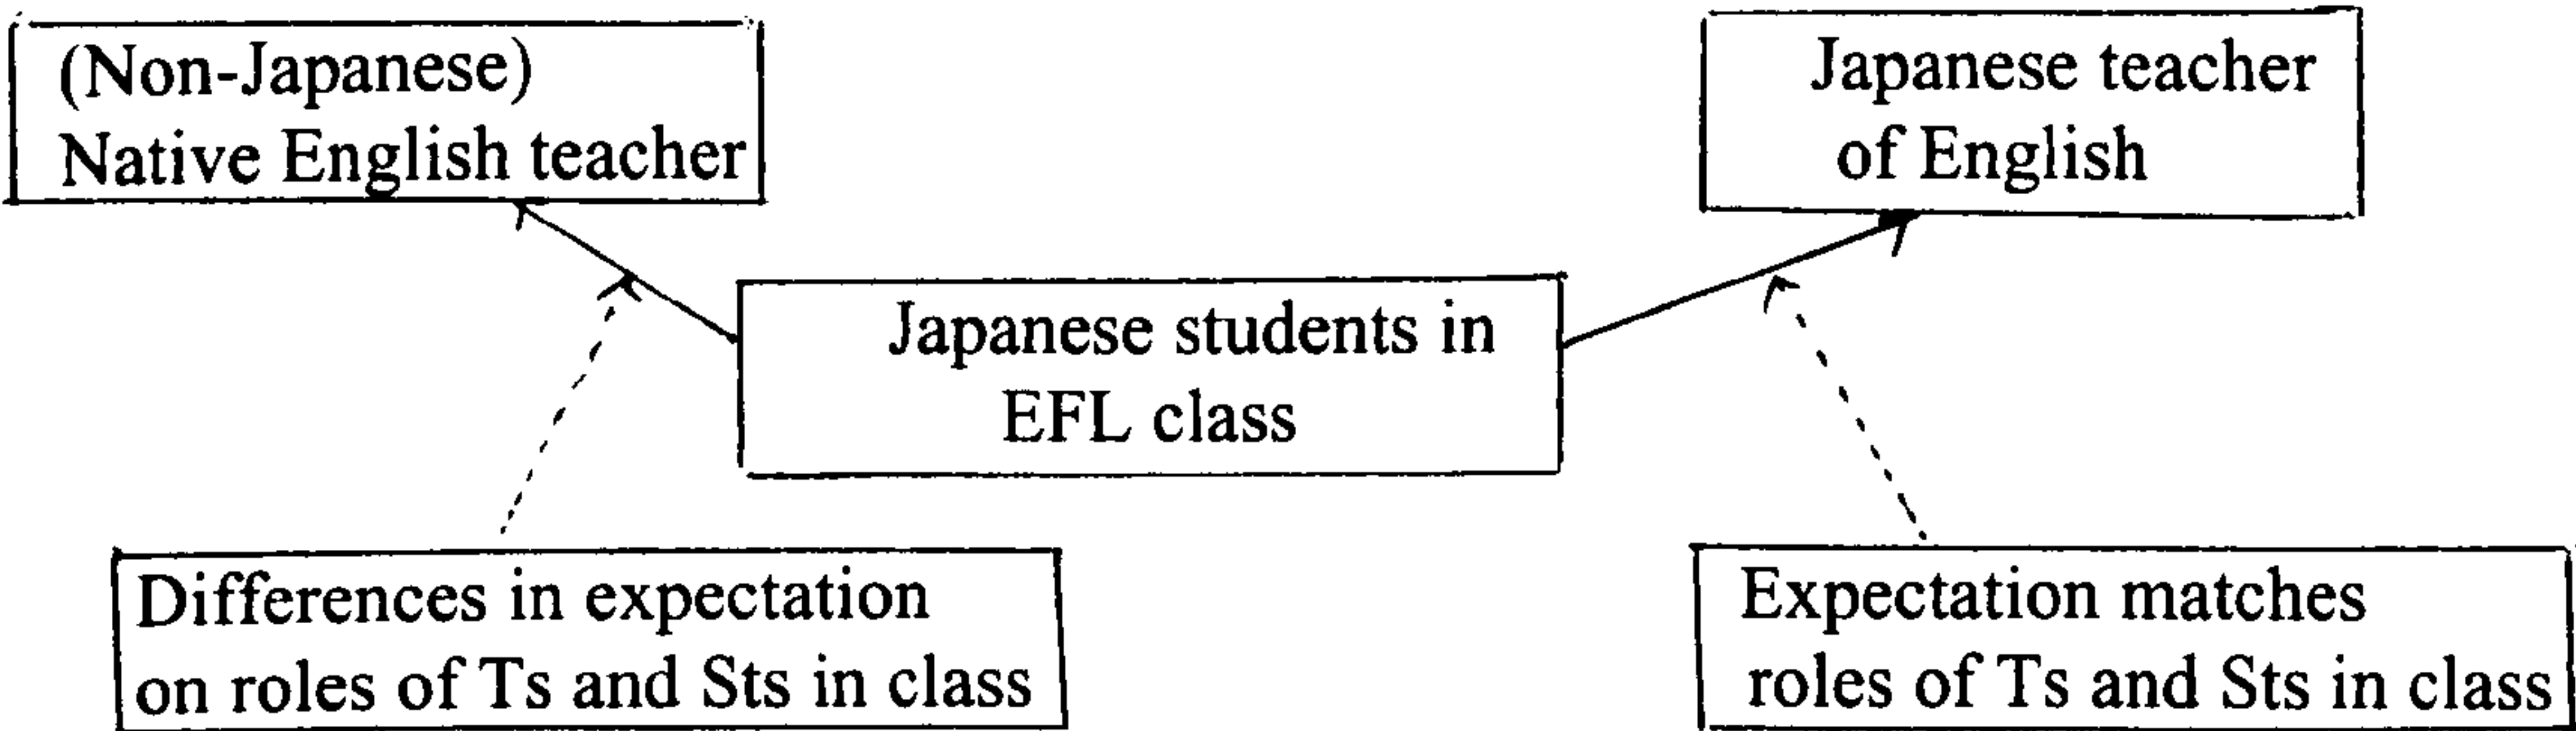 (Non-Japanese)
Native English teacher
Japanese teacher
of English
Japanese students in
EFL class
Differences in expectation
on roles of Ts and Sts in class
Expectation matches
roles of Ts and Sts in class